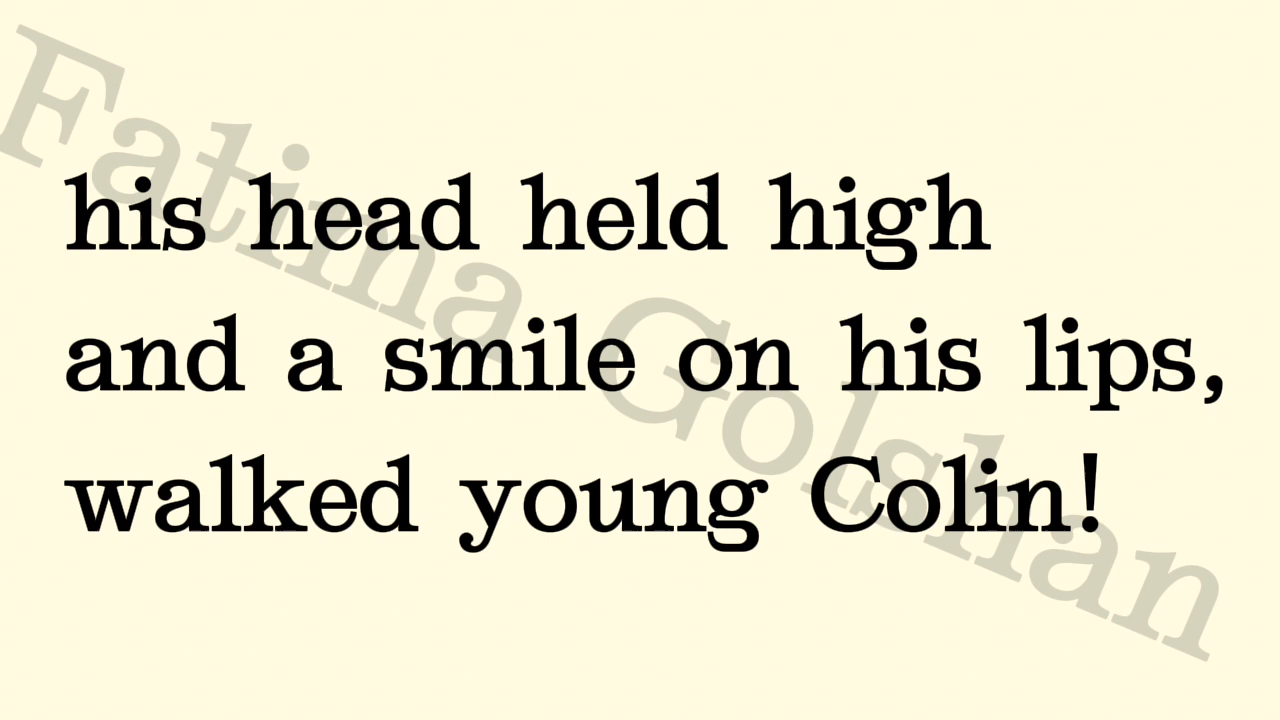 his head held high
and a smile on his lips,
walked young Colin!
Fatima Golshan